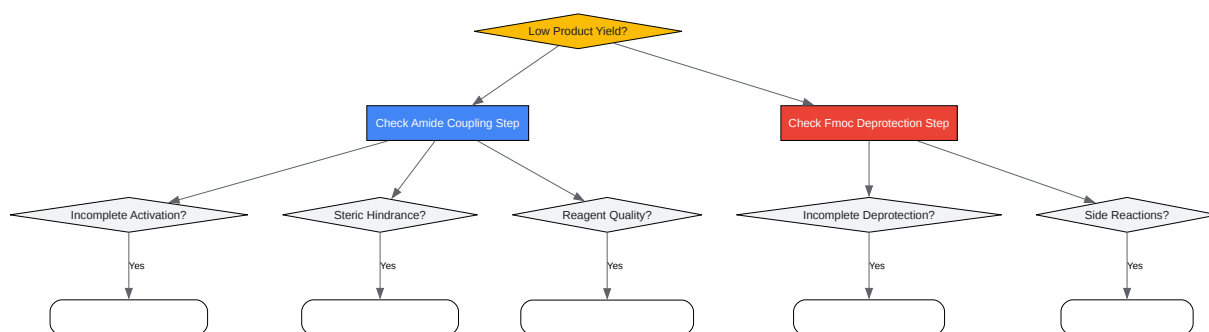 Low Product Yield?
Check Amide Coupling Step
Check Fmoc Deprotection Step
Incomplete Activation?
Steric Hindrance?
Reagent Quality?
Incomplete Deprotection?
Side Reactions?
Yes
Yes
Yes
Yes
Yes